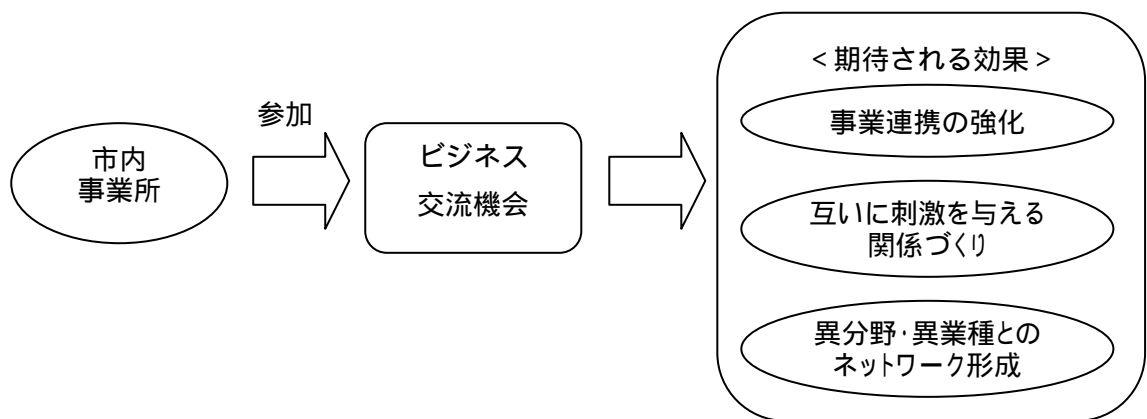 市内
事業所
参加
ビジネス
交流機会
＜期待される効果＞
事業連携の強化
互いに刺激を与える
関係づくり
異分野・異業種との
ネットワーク形成